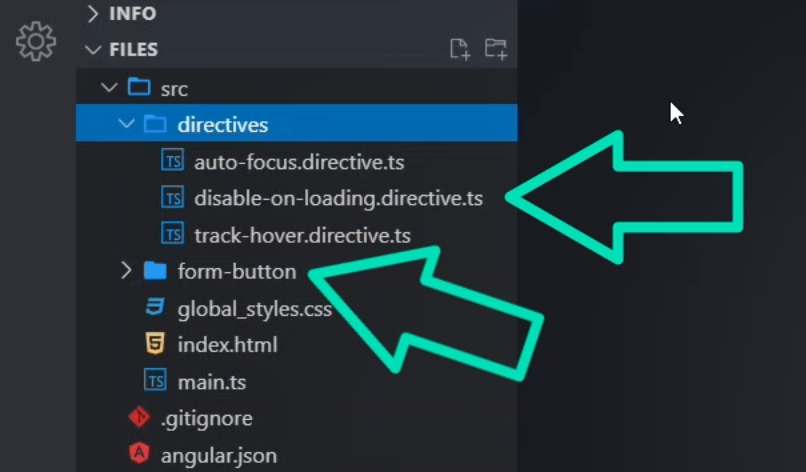 INFO
FILES
src
directives
TS auto-focus.directive.ts
TS disable-on-loading.directive.ts
TS track-hover.directive.ts
form-button
global_styles.css
index.html
TS main.ts
.gitignore
angular.json